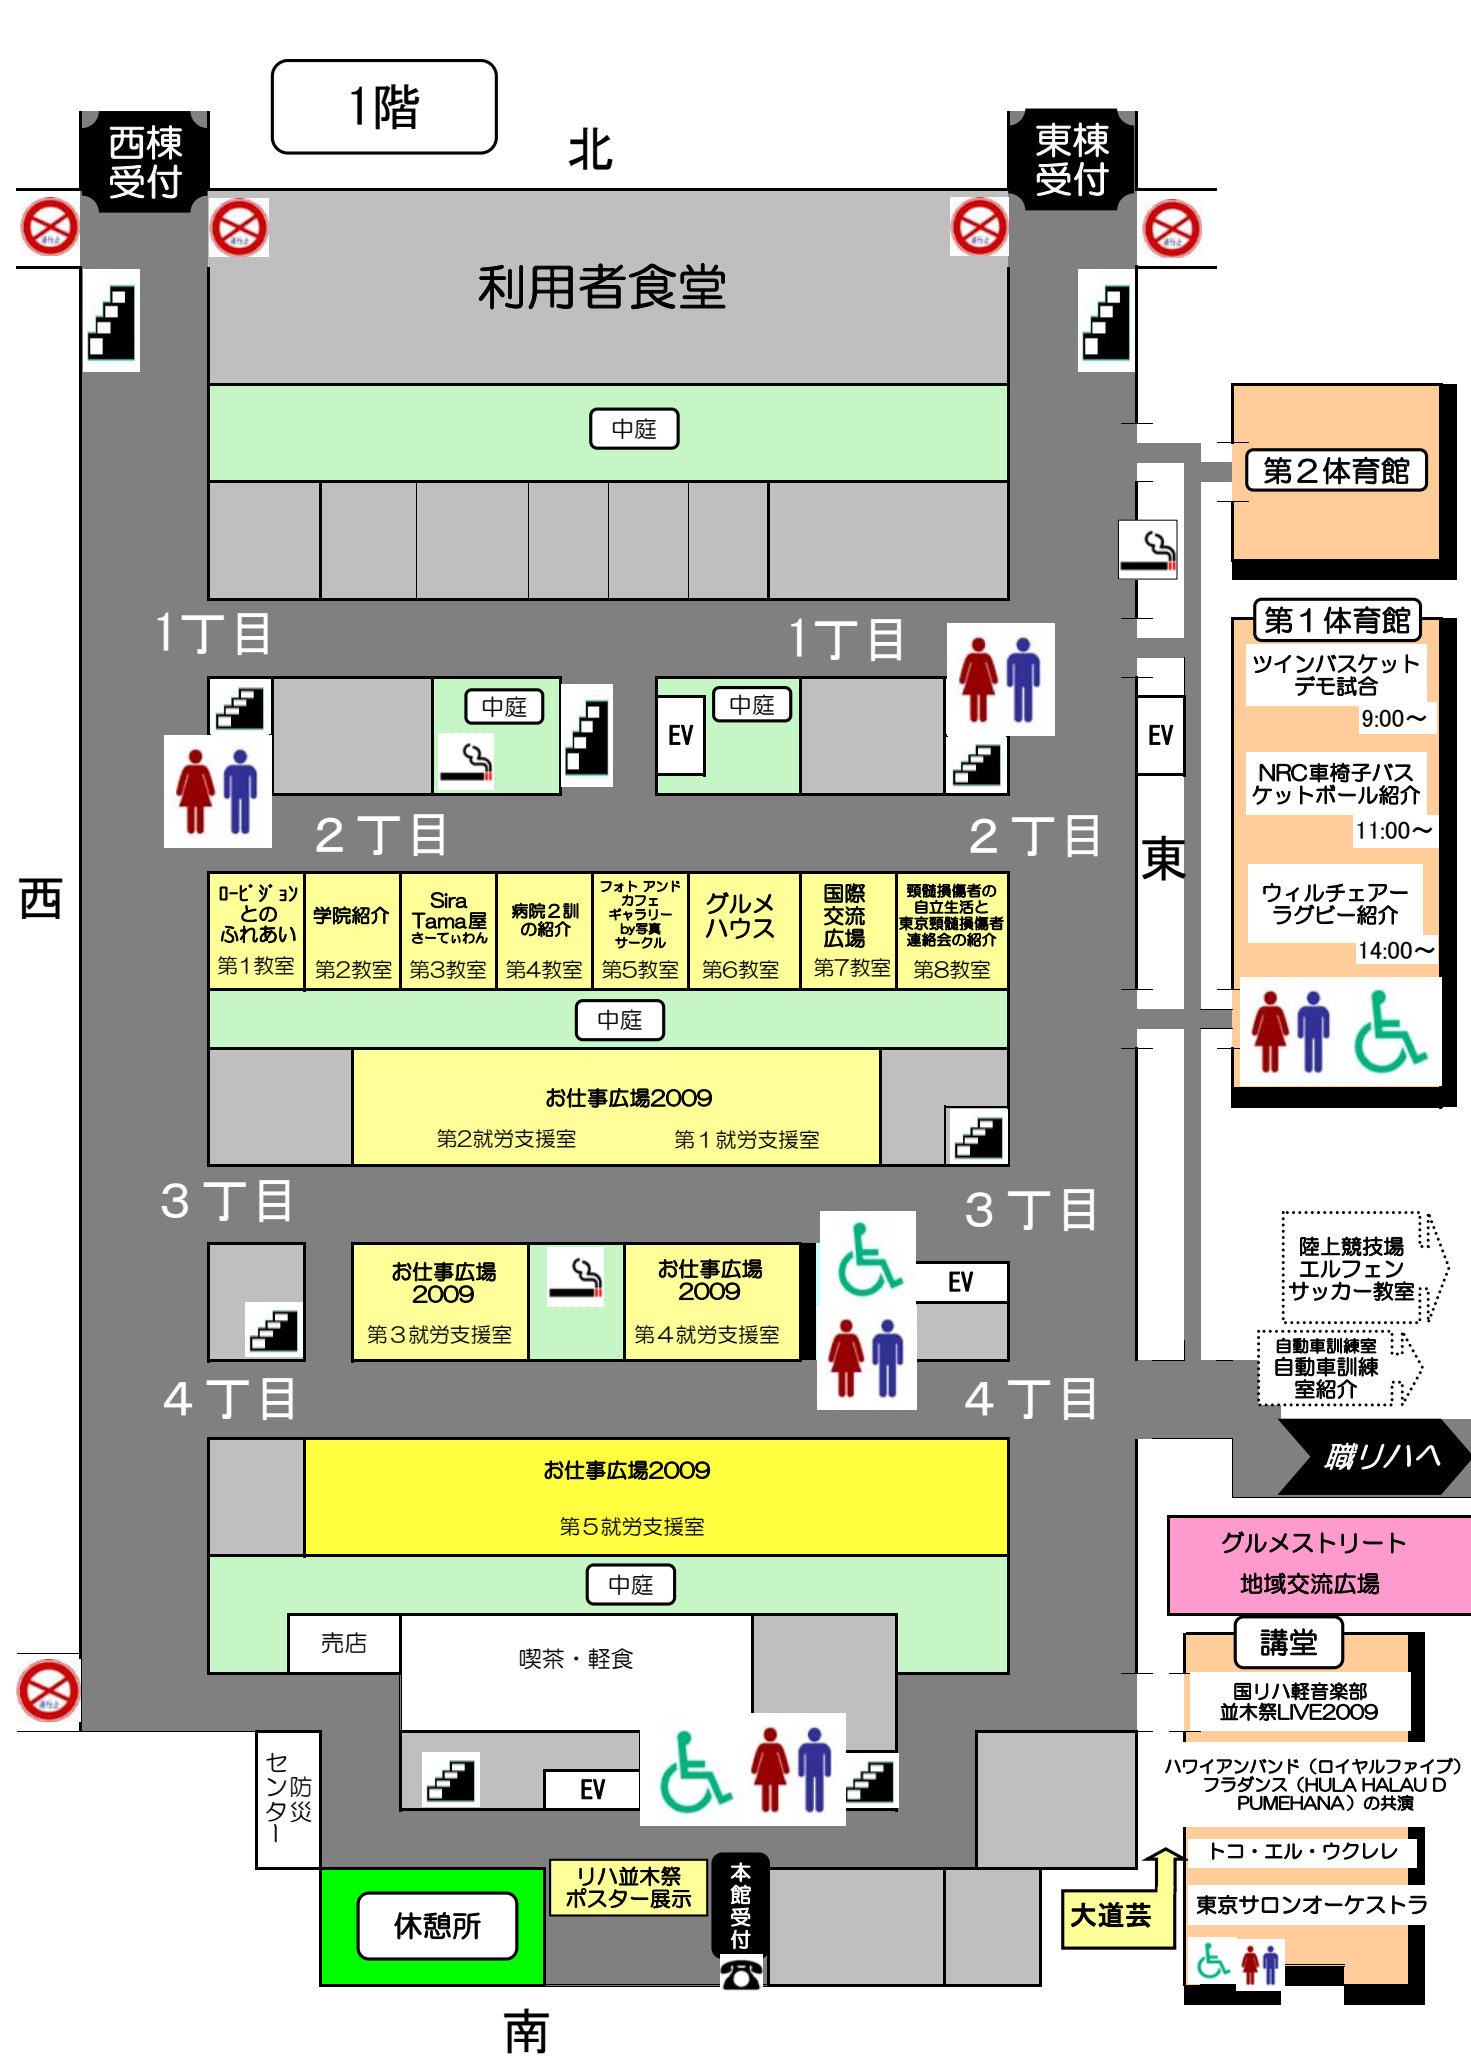 1階
北
西棟
受付
東棟
受付
利用者食堂
中庭
第2体育館
1丁目
1丁目
第1体育館
ツインバスケット
デモ試合
9:00～
中庭
EV
中庭
EV
NRC車椅子バス
ケットボール紹介
11:00～
2丁目
2丁目
東
西
ロービジョン
との
ふれあい
第1教室
学院紹介
第2教室
Sira
Tama屋
さーてぃわん
第3教室
病院2訓
の紹介
第4教室
フォト アンド
カフェ
ギャラリー
by写真
サークル
第5教室
グルメ
ハウス
第6教室
国際
交流
広場
第7教室
頸髄損傷者の
自立生活と
東京頸髄損傷者
連絡会の紹介
第8教室
ウィルチェアー
ラグビー紹介
14:00～
中庭
お仕事広場2009
第2就労支援室
第1就労支援室
3丁目
3丁目
陸上競技場
エルフェン
サッカー教室
お仕事広場
2009
第3就労支援室
お仕事広場
2009
第4就労支援室
EV
自動車訓練室
自動車訓練
室紹介
4丁目
4丁目
職リハへ
お仕事広場2009
第5就労支援室
グルメストリート
地域交流広場
中庭
売店
喫茶・軽食
講堂
国リハ軽音楽部
並木祭LIVE2009
防災
センター
EV
ハワイアンバンド（ロイヤルファイブ）
フラダンス（HULA HALAU D
PUMEHANA）の共演
トコ・エル・ウクレレ
東京サロンオーケストラ
休憩所
リハ並木祭
ポスター展示
本館受付
大道芸
南